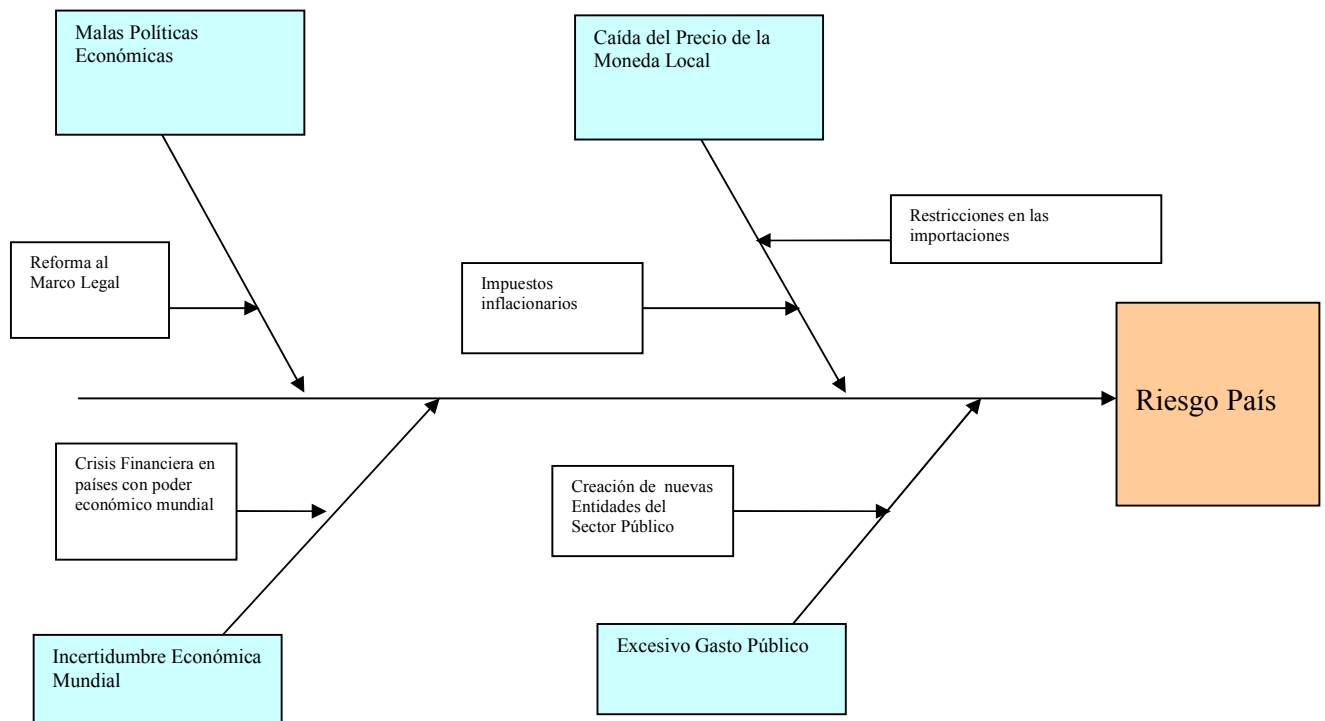 Malas Políticas
Económicas
Caída del Precio de la
Moneda Local
Restricciones en las
importaciones
Reforma al
Marco Legal
Impuestos
inflacionarios
Riesgo País
Crisis Financiera en
países con poder
económico mundial
Creación de nuevas
Entidades del
Sector Público
Incertidumbre Económica
Mundial
Excesivo Gasto Público